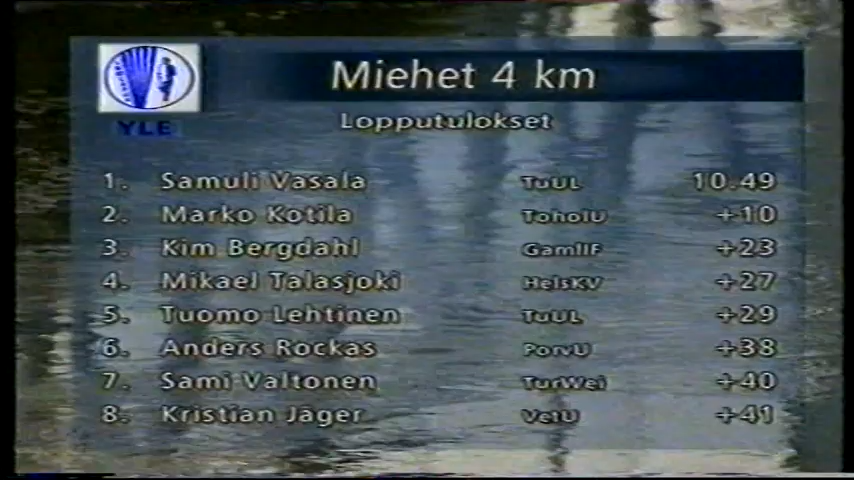 Miehet 4 km
YLE
Lopputulokset
1. Samuli Vasala TuUL 10.49
2. Marko Kotila ToholU +10
3. Kim Bergdahl GamlIF +23
4. Mikael Talasjoki HelsKV +27
5. Tuomo Lehtinen TuUL +29
6. Anders Rockas PorvU +38
7. Sami Valtonen TurWei +40
8. Kristian Jäger VetU +41